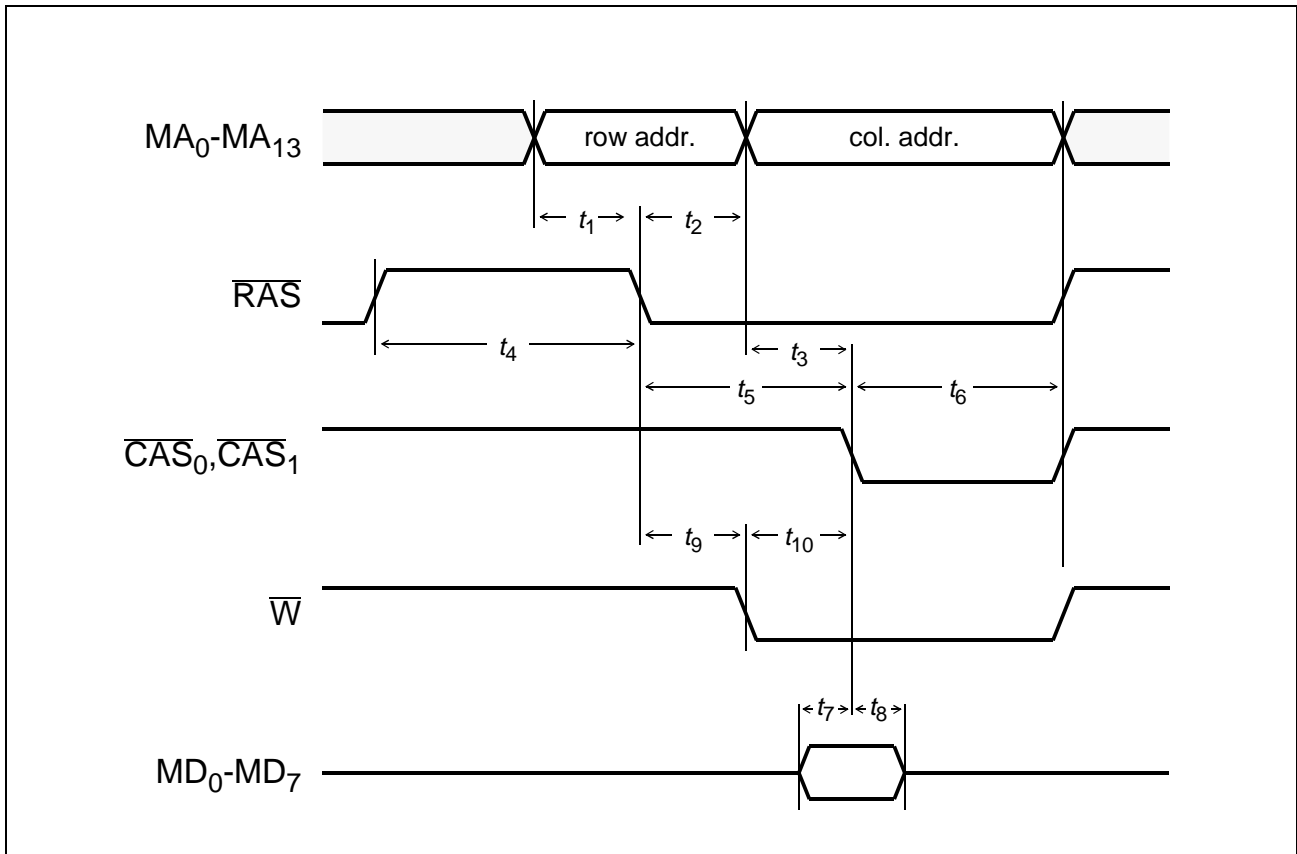 MA0-MA13
row addr.
col. addr.
t1
t2
RAS
t4
t3
t5
t6
CAS0,CAS1
t9
t10
W
t7
t8
MD0-MD7